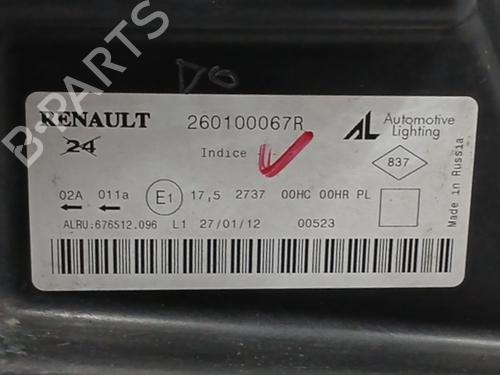 D6
RENAULT 260100067R AL Automotive Lighting
24 Indice
837
02A 011a E1 17,5 2737 00HC 00HR PL
ALRU:676512.096 L1 27/01/12 00523
Made in Russia
B-PARTS